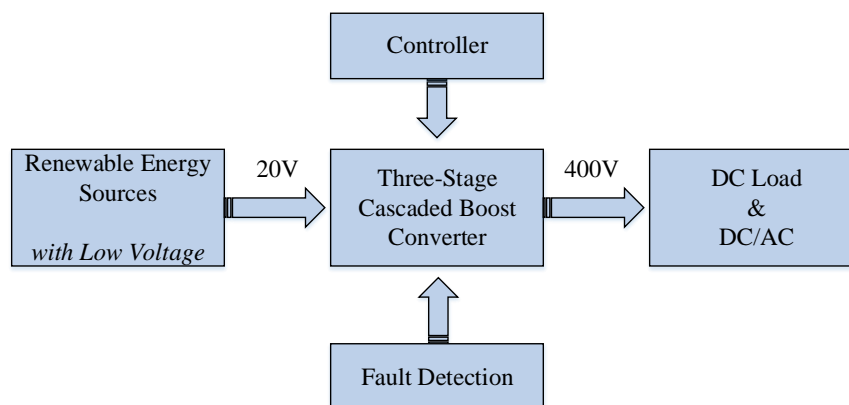 Controller
Renewable Energy
Sources
with Low Voltage
20V
Three-Stage
Cascaded Boost
Converter
400V
DC Load
&
DC/AC
Fault Detection